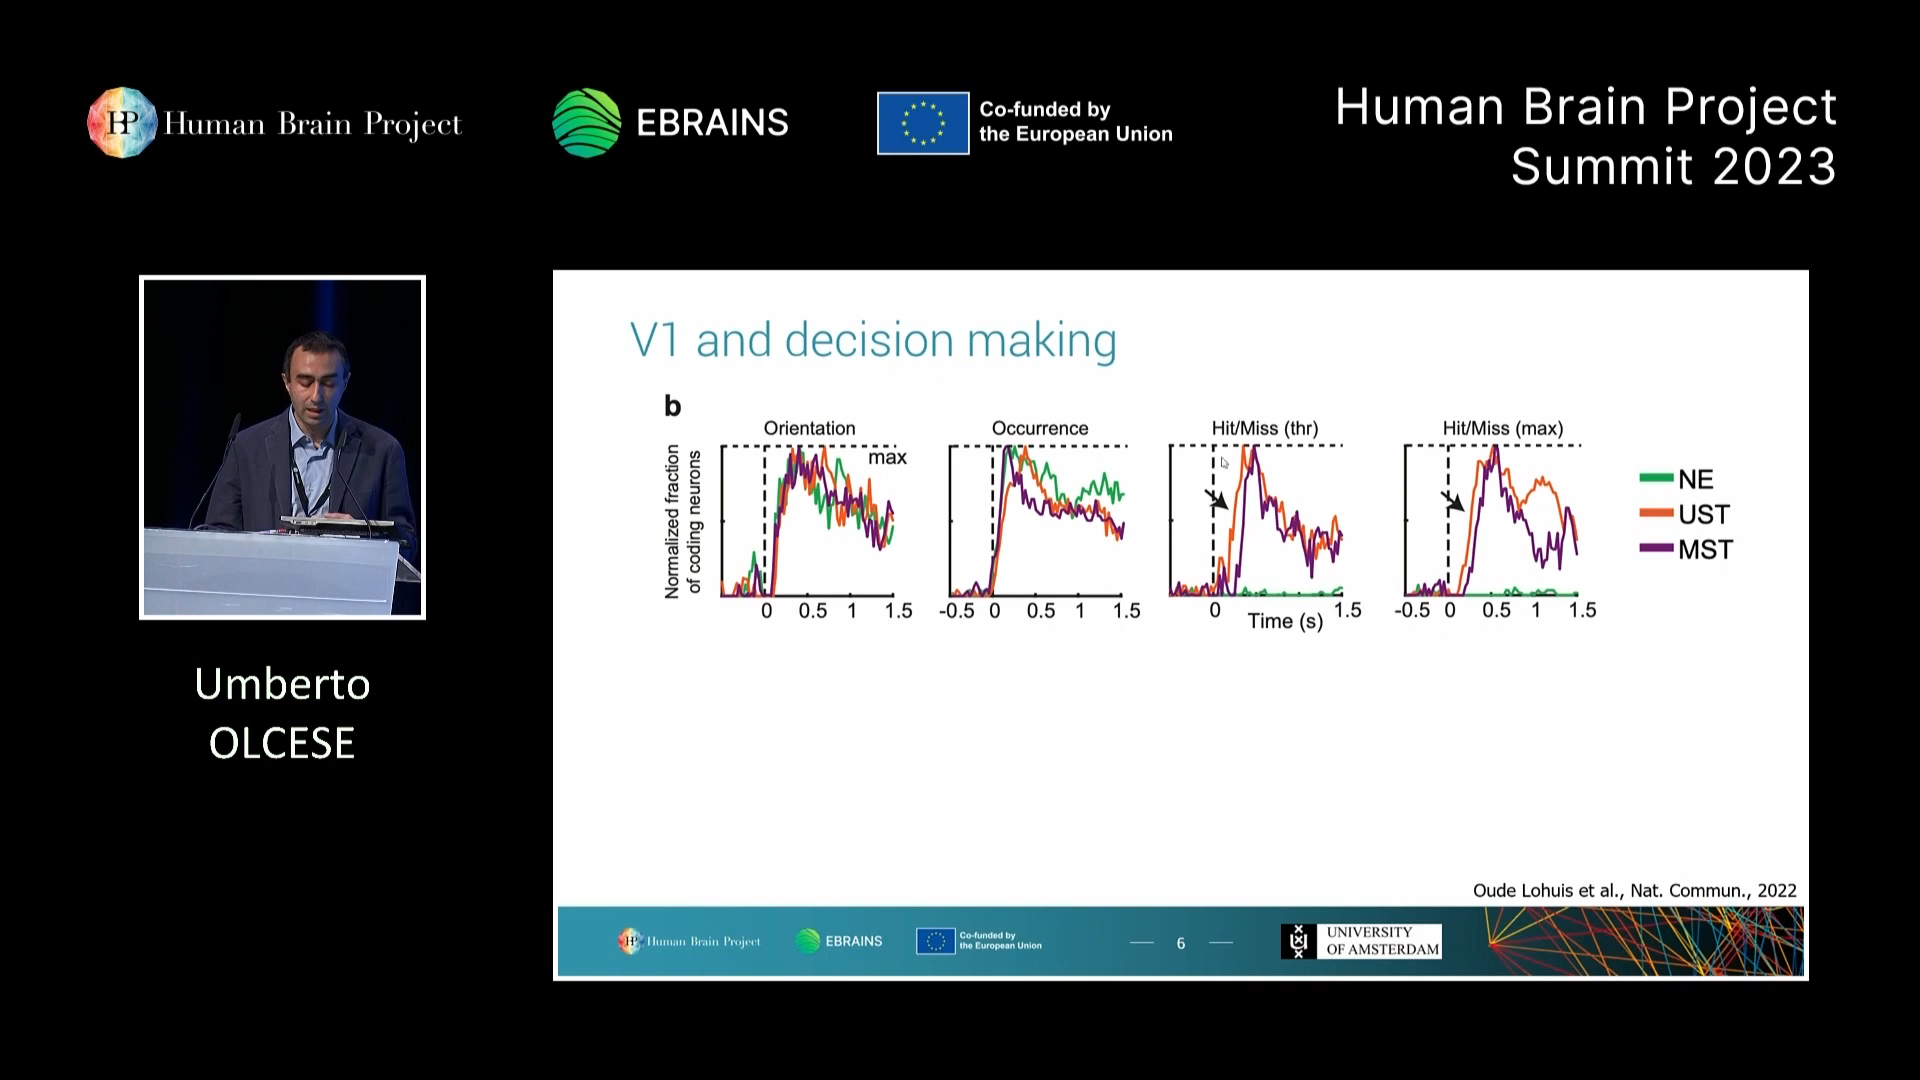 HP Human Brain Project
EBRAINS
Co-funded by
the European Union
Human Brain Project
Summit 2023
Umberto
OLCESE
V1 and decision making
b
Orientation
Occurrence
Hit/Miss (thr)
Hit/Miss (max)
max
Normalized fraction
of coding neurons
0 0.5 1 1.5
-0.5 0 0.5 1 1.5
0 1.5
-0.5 0 0.5 1 1.5
Time (s)
NE
UST
MST
Oude Lohuis et al., Nat. Commun., 2022
HP Human Brain Project
EBRAINS
Co-funded by
the European Union
6
UNIVERSITY
OF AMSTERDAM